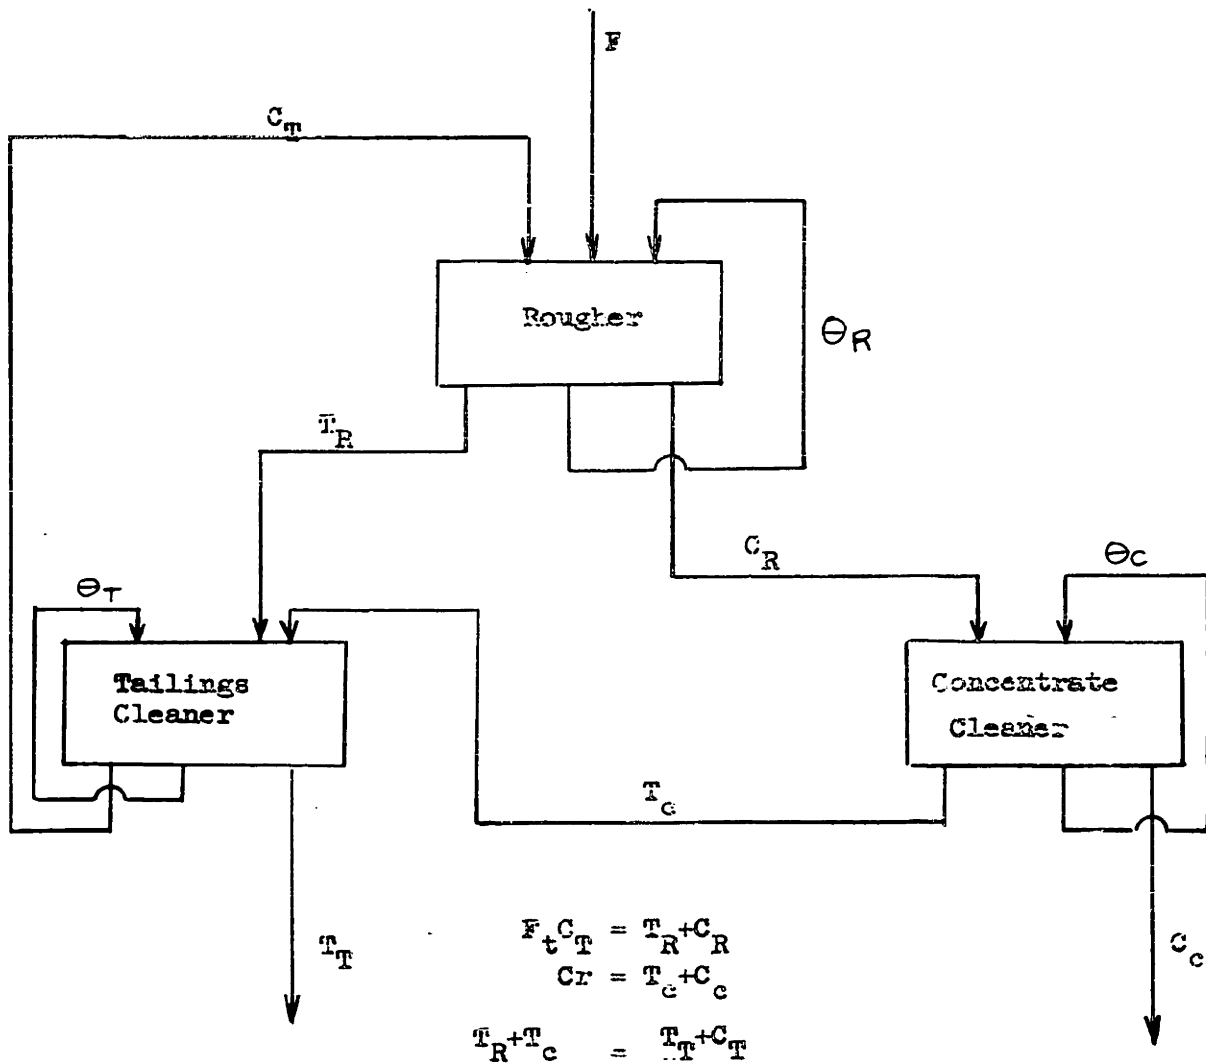 F
C_T
Rougher
Θ_R
T_R
C_R
Θ_C
Θ_T
Tailings
Cleaner
Concentrate
Cleaner
T_c
T_T
C_c
F_tC_T = T_R+C_R
Cr = T_c+C_c
T_R+T_c = T_T+C_T